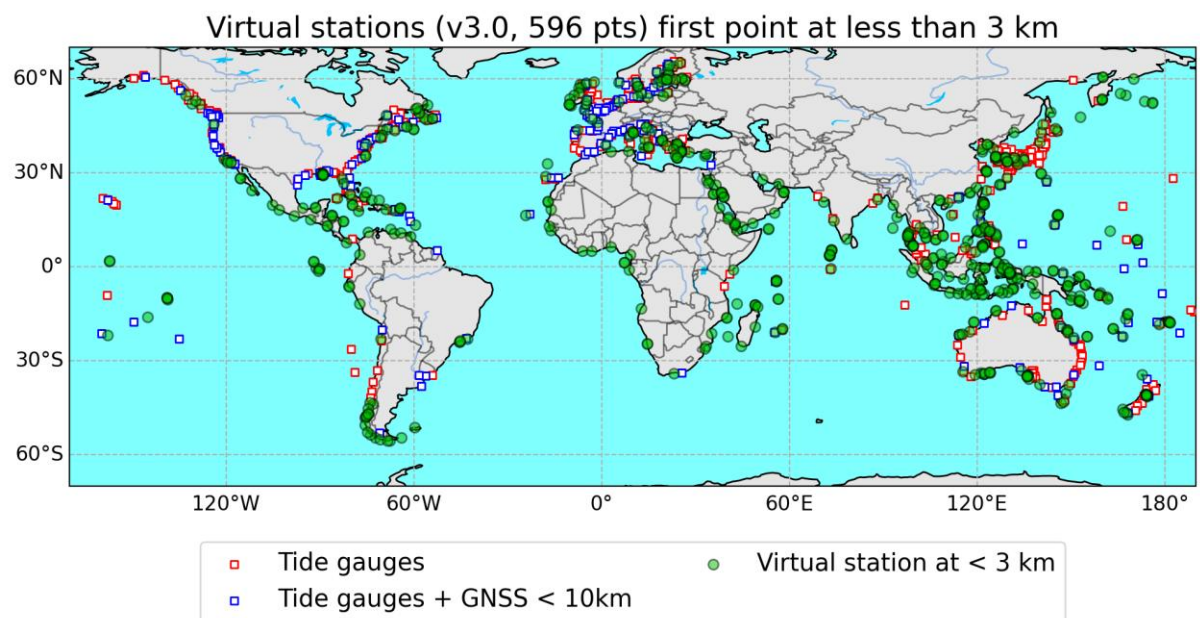 Virtual stations (v3.0, 596 pts) first point at less than 3 km
60°N
30°N
0°
30°S
60°S
120°W 60°W 0° 60°E 120°E 180°
Tide gauges
Tide gauges + GNSS < 10km
Virtual station at < 3 km